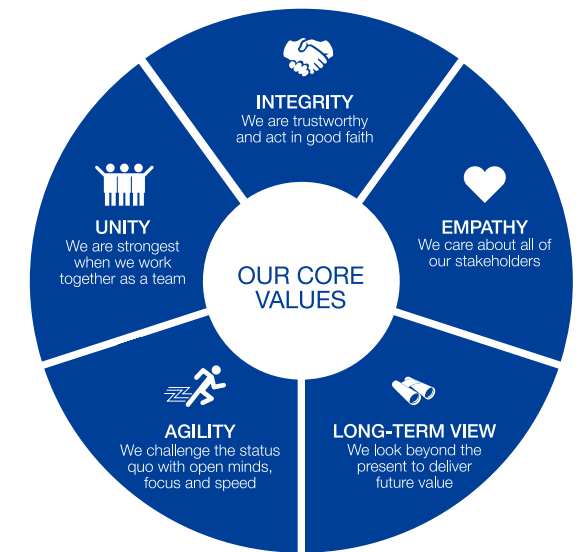 INTEGRITY
We are trustworthy
and act in good faith
EMPATHY
We care about all of
our stakeholders
LONG-TERM VIEW
We look beyond the
present to deliver
future value
AGILITY
We challenge the status
quo with open minds,
focus and speed
UNITY
We are strongest
when we work
together as a team
OUR CORE
VALUES